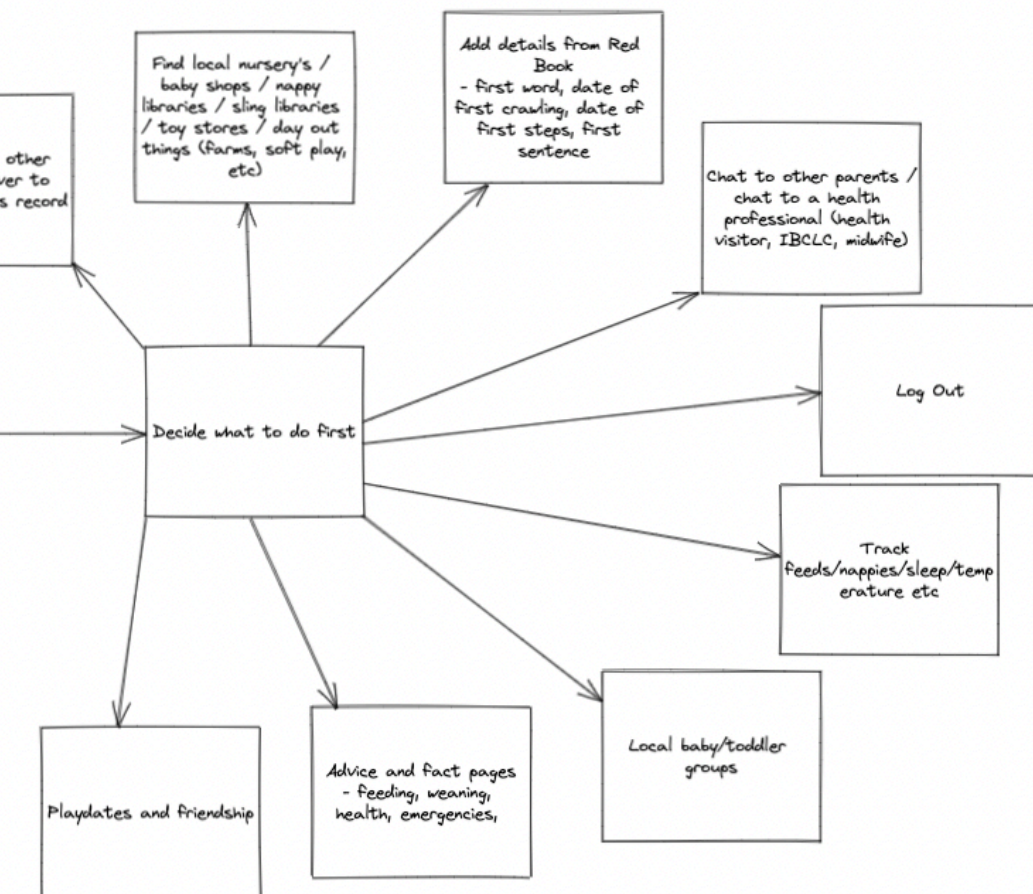 Find local nursery's /
baby shops / nappy
libraries / sling libraries
/ toy stores / day out
things (farms, soft play,
etc)
Add details from Red
Book
- first word, date of
first crawling, date of
first steps, first
sentence
other
ver to
s record
Chat to other parents /
chat to a health
professional (health
visitor, IBCLC, midwife)
Log Out
Decide what to do first
Track
feeds/nappies/sleep/temp
erature etc
Local baby/toddler
groups
Advice and fact pages
- feeding, weaning,
health, emergencies,
Playdates and friendship